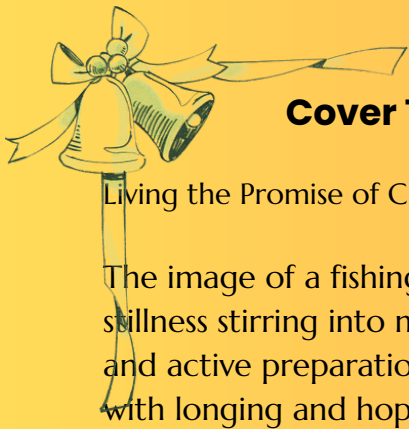 Cover
Living the Promise of
The image of a fishing
stillness stirring into
and active preparatio
with longing and hop